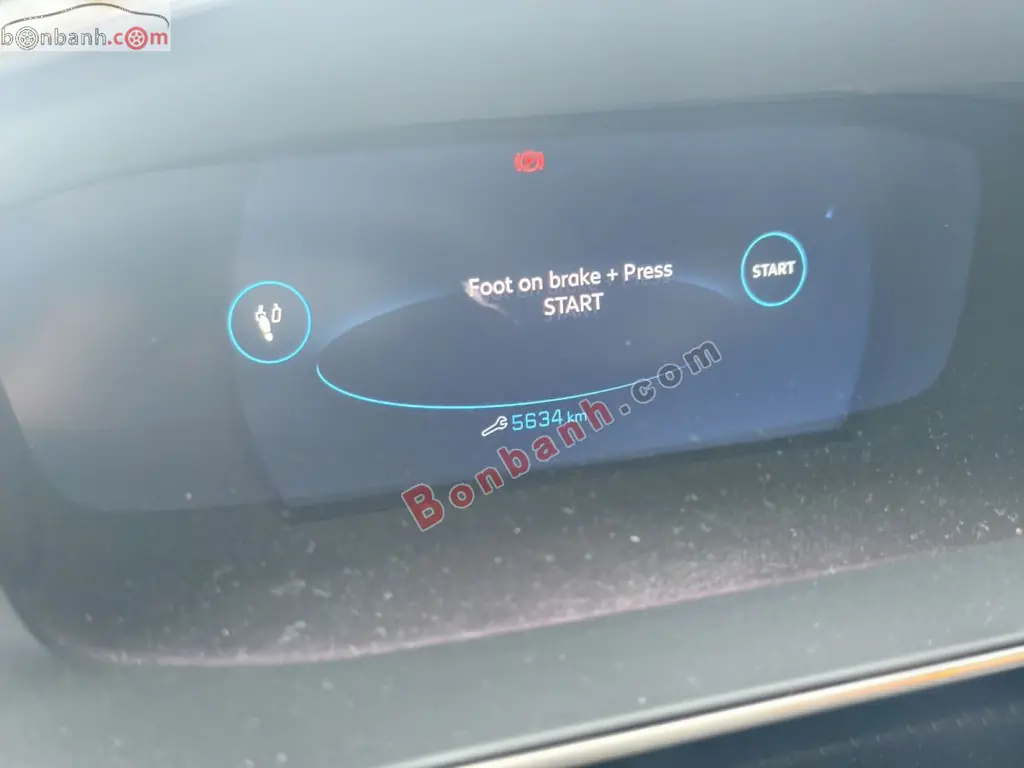 bonbanh.com
Foot on brake + Press
START
START
5634 km
Bonbanh.com